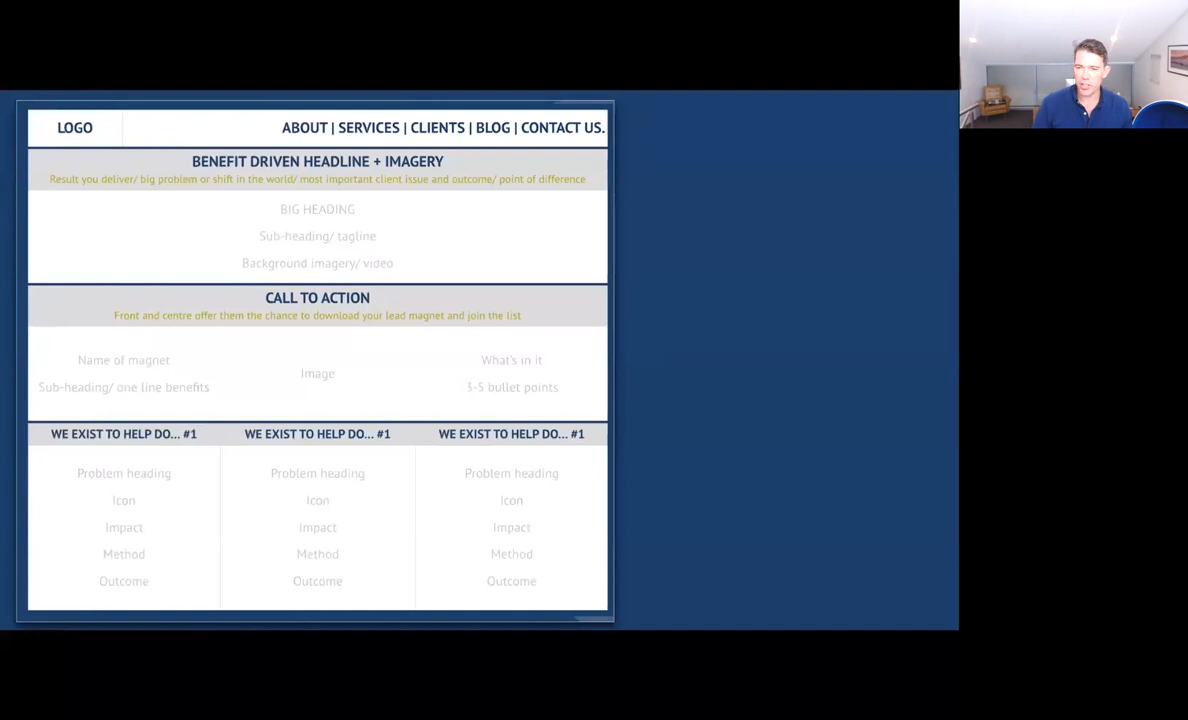 LOGO
ABOUT | SERVICES | CLIENTS | BLOG | CONTACT US.
BENEFIT DRIVEN HEADLINE + IMAGERY
Result you deliver/ big problem or shift in the world/ most important client issue and outcome/ point of difference
BIG HEADING
Sub-heading/ tagline
Background imagery/ video
CALL TO ACTION
Front and centre offer them the chance to download your lead magnet and join the list
Name of magnet
Sub-heading/ one line benefits
Image
What's in it
3-5 bullet points
WE EXIST TO HELP DO... #1
Problem heading
Icon
Impact
Method
Outcome
WE EXIST TO HELP DO... #1
Problem heading
Icon
Impact
Method
Outcome
WE EXIST TO HELP DO... #1
Problem heading
Icon
Impact
Method
Outcome